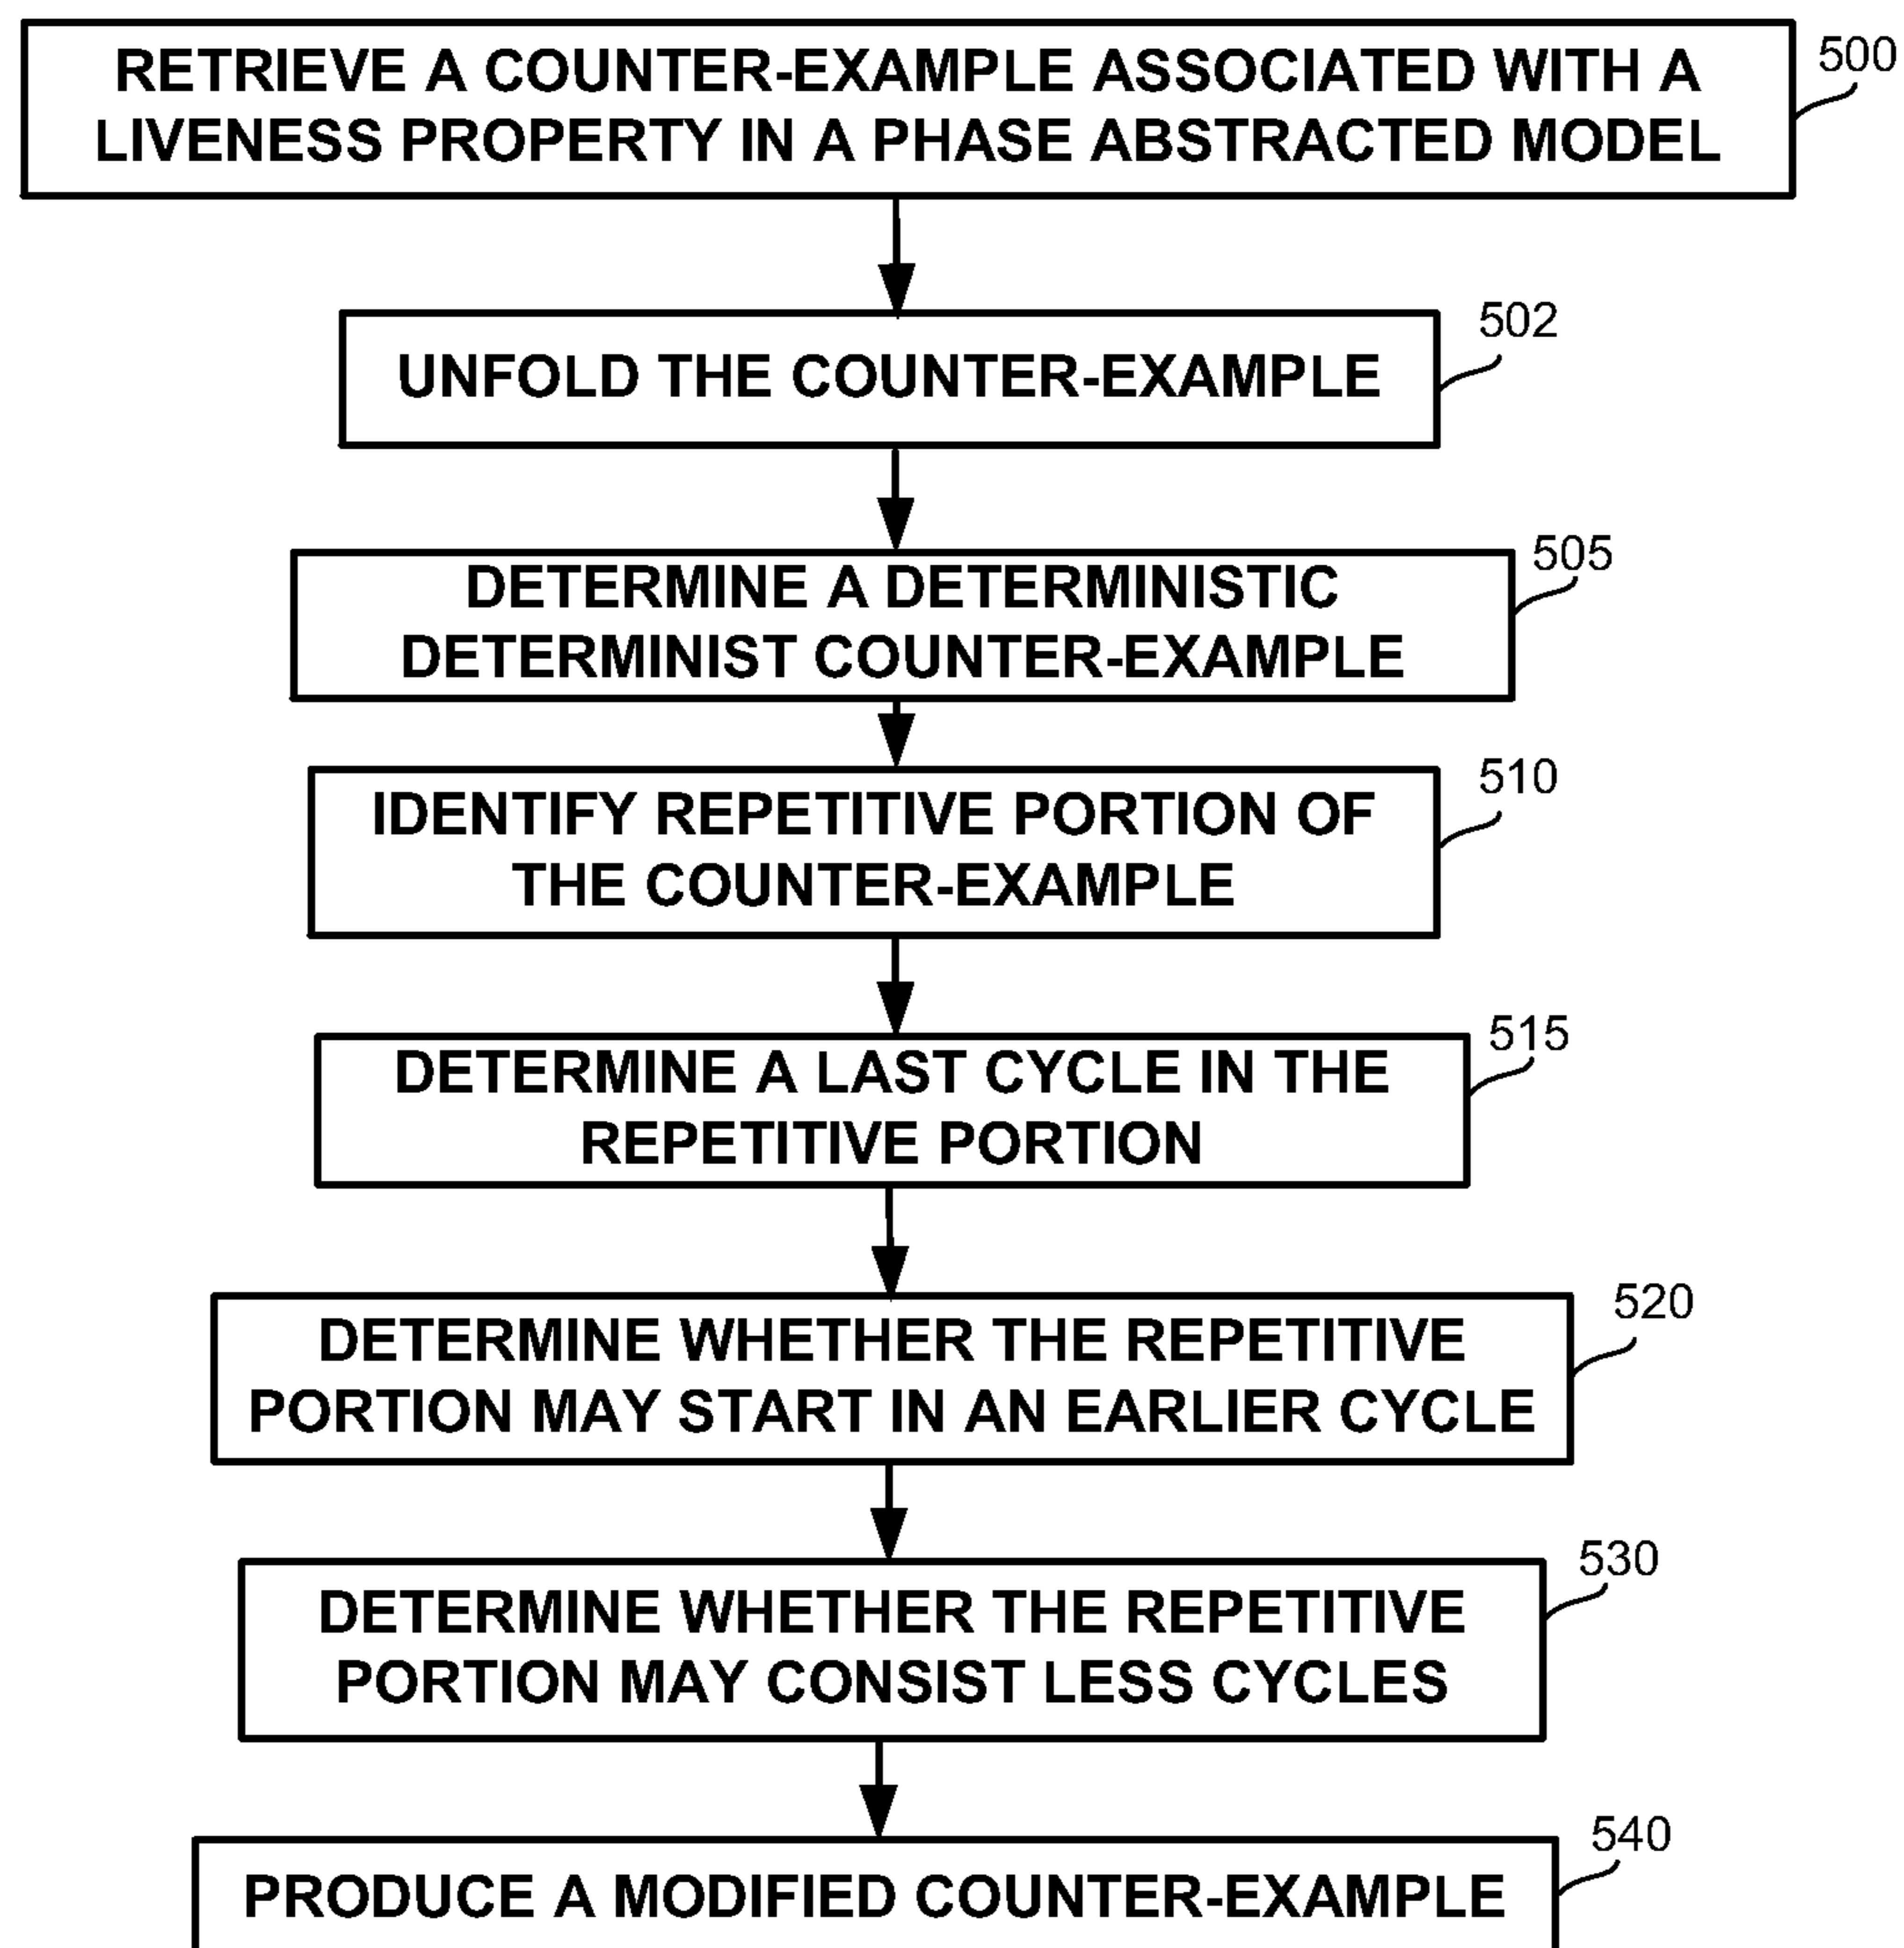 RETRIEVE A COUNTER-EXAMPLE ASSOCIATED WITH A
LIVENESS PROPERTY IN A PHASE ABSTRACTED MODEL
500
UNFOLD THE COUNTER-EXAMPLE
502
DETERMINE A DETERMINISTIC
DETERMINIST COUNTER-EXAMPLE
505
IDENTIFY REPETITIVE PORTION OF
THE COUNTER-EXAMPLE
510
DETERMINE A LAST CYCLE IN THE
REPETITIVE PORTION
515
DETERMINE WHETHER THE REPETITIVE
PORTION MAY START IN AN EARLIER CYCLE
520
DETERMINE WHETHER THE REPETITIVE
PORTION MAY CONSIST LESS CYCLES
530
PRODUCE A MODIFIED COUNTER-EXAMPLE
540